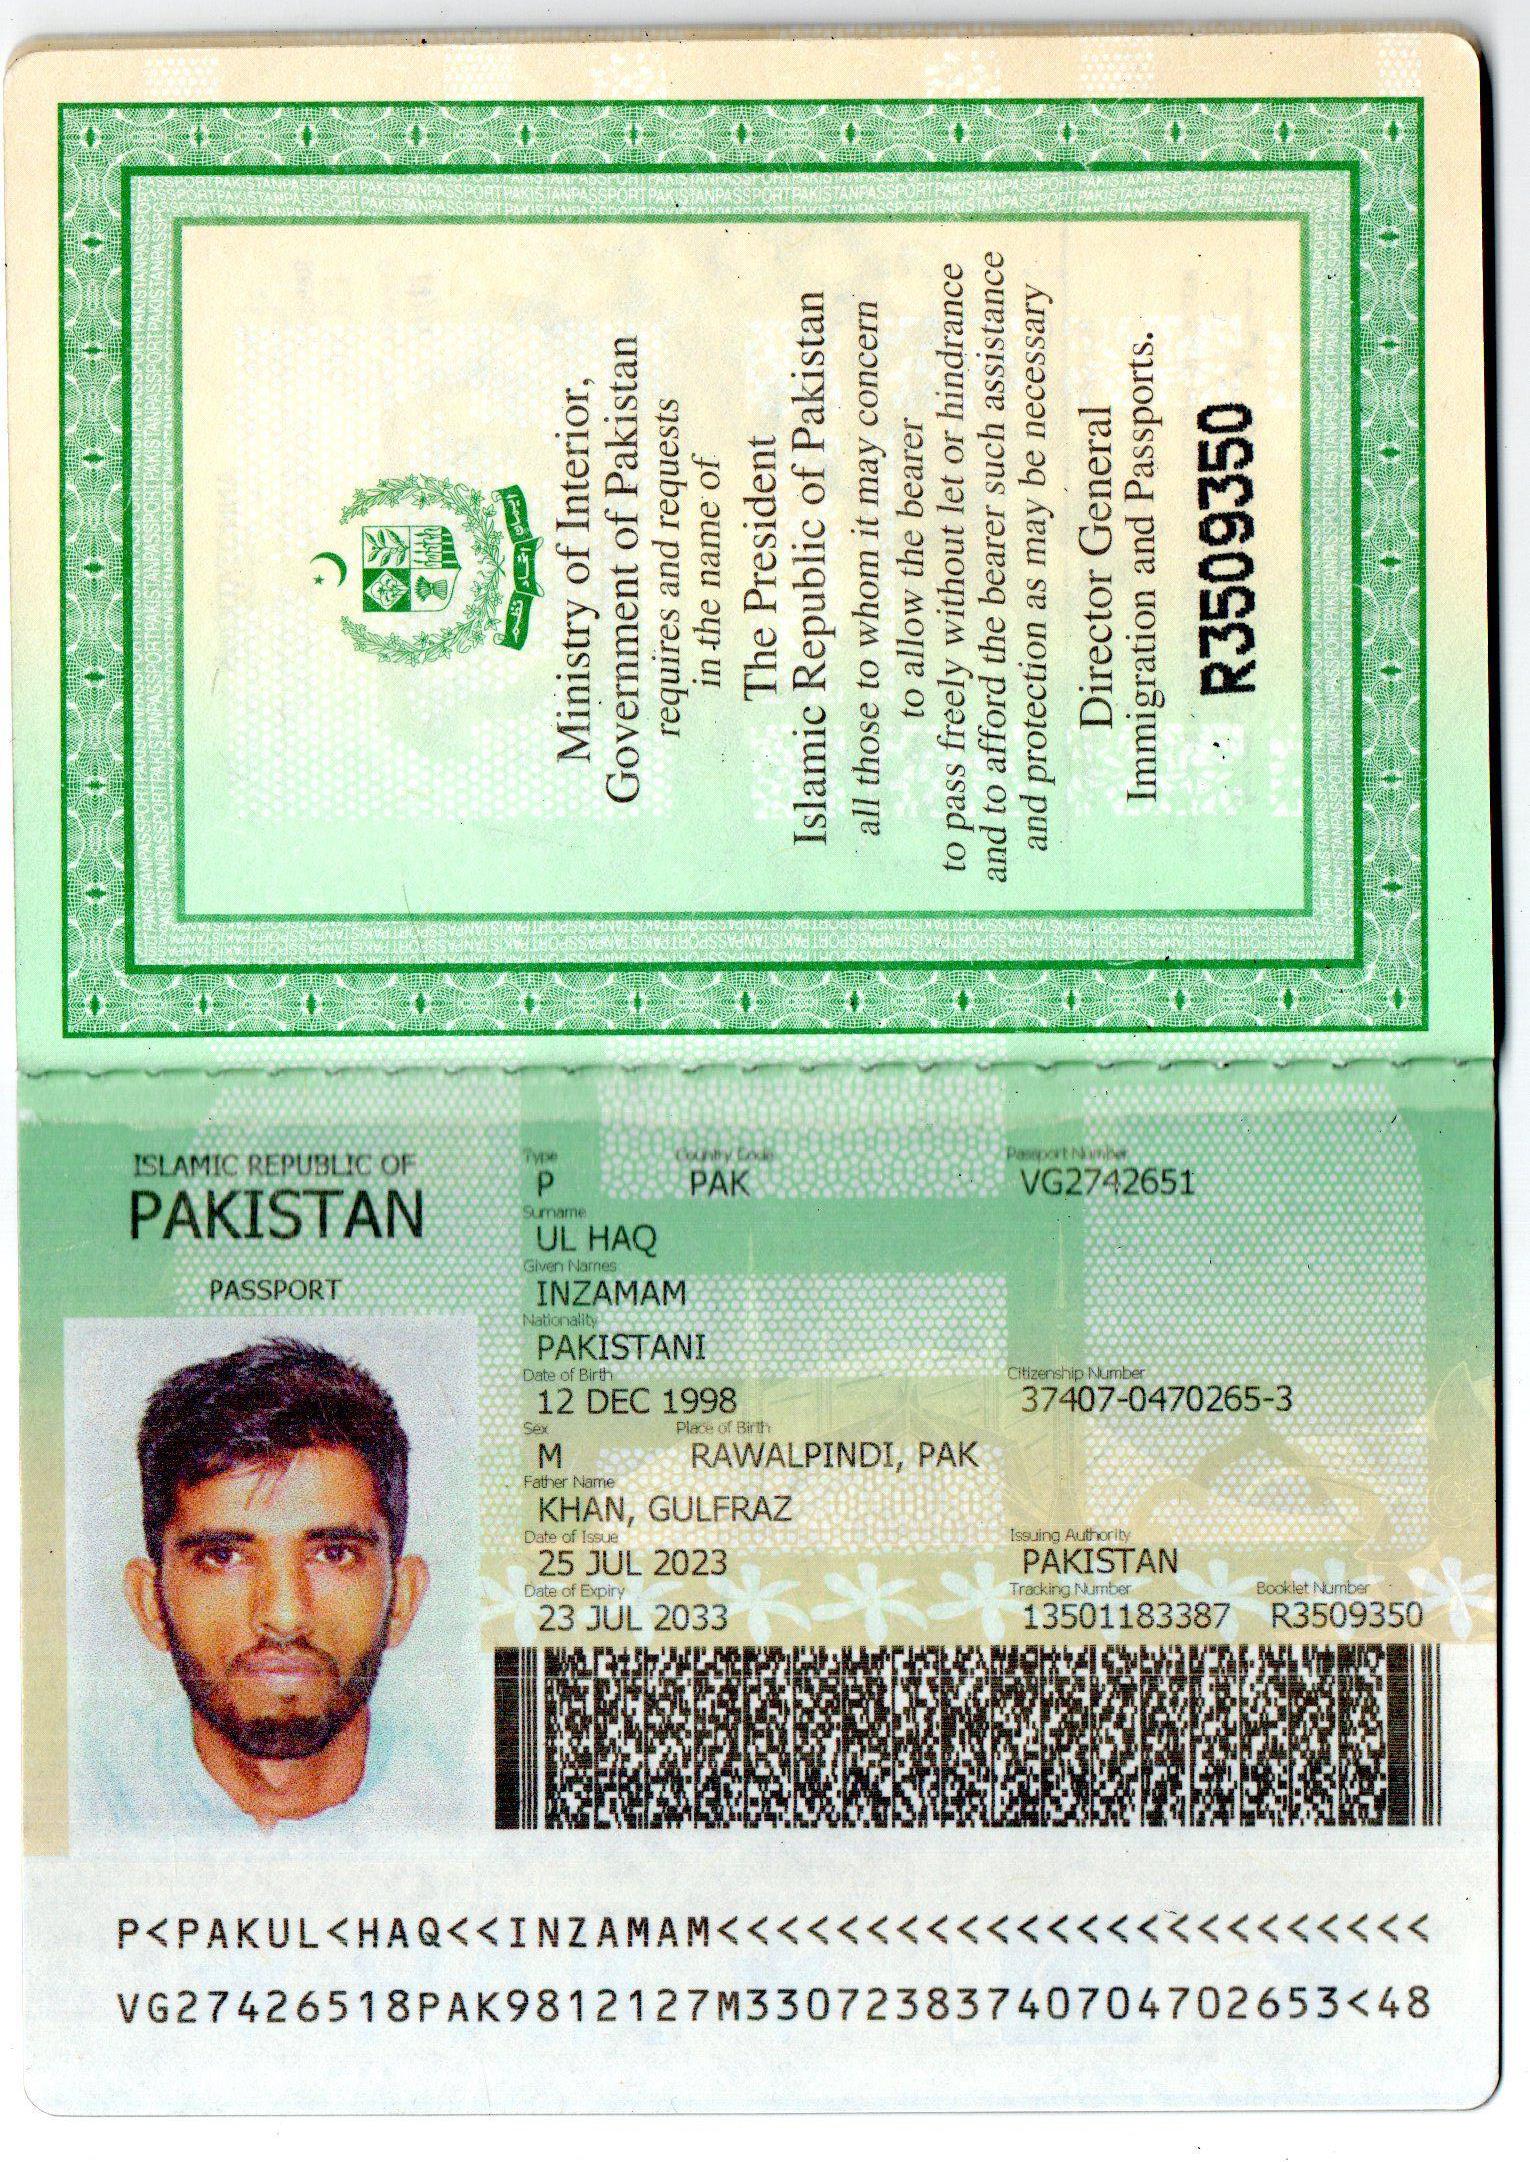 Ministry of Interior,
Government of Pakistan
requires and requests
in the name of
The President
Islamic Republic of Pakistan
all those to whom it may concern
to allow the bearer
to pass freely without let or hindrance
and to afford the bearer such assistance
and protection as may be necessary
Director General
Immigration and Passports.
R3509350
ISLAMIC REPUBLIC OF
PAKISTAN
PASSPORT
Type Country Code Passport Number
P PAK VG2742651
Surname
UL HAQ
Given Names
INZAMAM
Nationality
PAKISTANI
Date of Birth Citizenship Number
12 DEC 1998 37407-0470265-3
Sex Place of Birth
M RAWALPINDI, PAK
Father Name
KHAN, GULFRAZ
Date of Issue Issuing Authority
25 JUL 2023 PAKISTAN
Date of Expiry Tracking Number Booklet Number
23 JUL 2033 13501183387 R3509350
P<PAKUL<HAQ<<INZAMAM<<<<<<<<<<<<<<<<<<<<<<<<
VG27426518PAK9812127M33072383740704702653<48